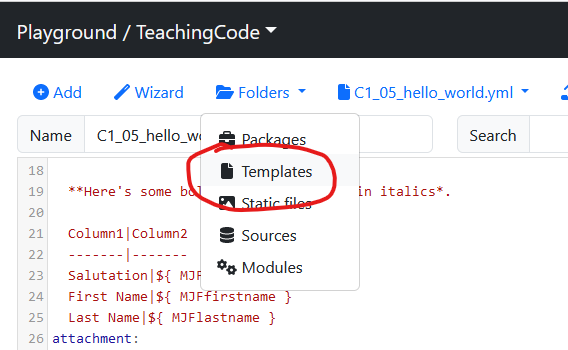 Playground / TeachingCode
Add Wizard Folders C1_05_hello_world.yml
Name C1_05_hello_wo Search
Packages
Templates
Static files
Sources
Modules
18
19 **Here's some bol in italics*.
20
21 Column1|Column2
22 -------|-------
23 Salutation|${ MJF
24 First Name|${ MJFfirstname }
25 Last Name|${ MJFlastname }
26 attachment: